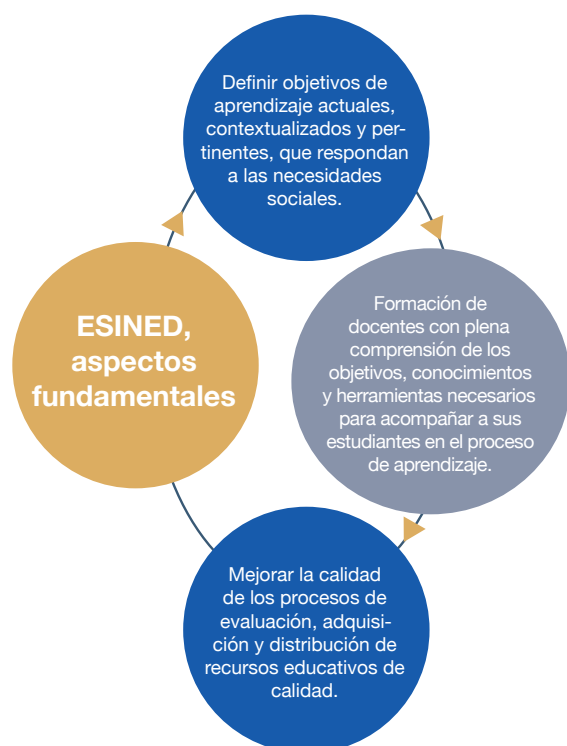 Definir objetivos de
aprendizaje actuales,
contextualizados y per-
tinentes, que respondan
a las necesidades
sociales.
ESINED,
aspectos
fundamentales
Formación de
docentes con plena
comprensión de los
objetivos, conocimientos
y herramientas necesarios
para acompañar a sus
estudiantes en el proceso
de aprendizaje.
Mejorar la calidad
de los procesos de
evaluación, adquisi-
ción y distribución de
recursos educativos de
calidad.